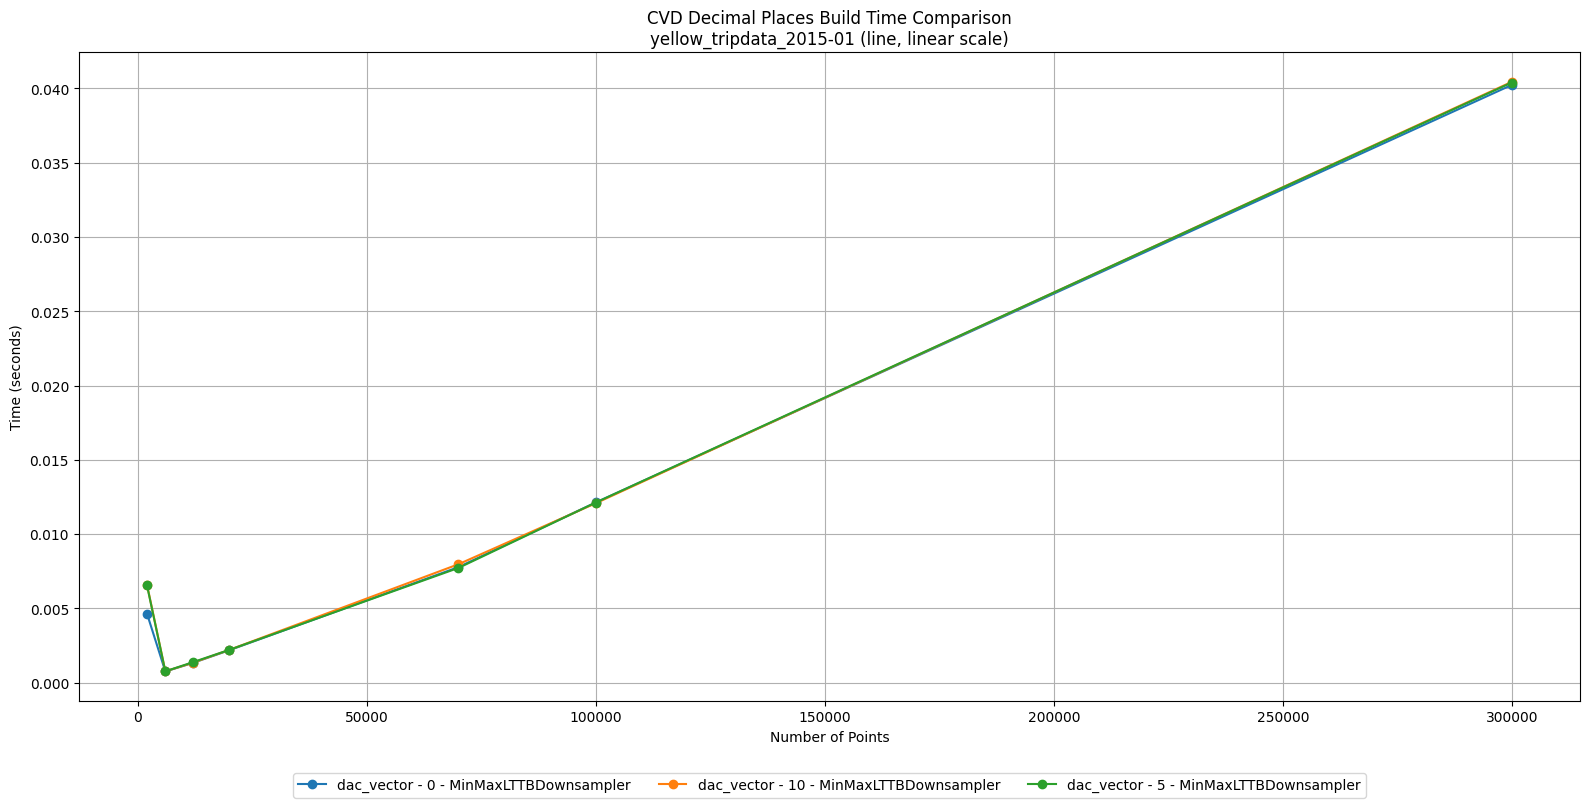 CVD Decimal Places Build Time Comparison
yellow_tripdata_2015-01 (line, linear scale)
Time (seconds)
0.040
0.035
0.030
0.025
0.020
0.015
0.010
0.005
0.000
0 50000 100000 150000 200000 250000 300000
Number of Points
dac_vector - 0 - MinMaxLTTBDownsampler dac_vector - 10 - MinMaxLTTBDownsampler dac_vector - 5 - MinMaxLTTBDownsampler